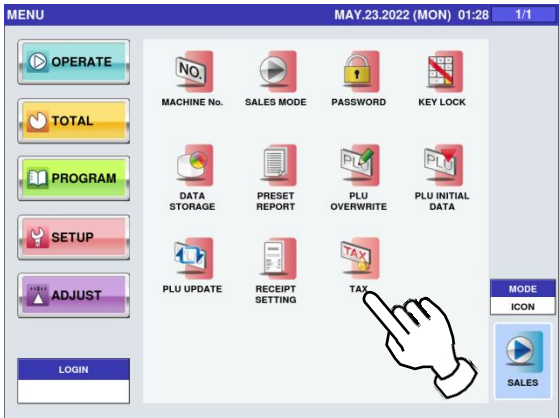 MENU
MAY.23.2022 (MON) 01:28
1/1
OPERATE
TOTAL
PROGRAM
SETUP
ADJUST
LOGIN
NO.
MACHINE No.
SALES MODE
PASSWORD
KEY LOCK
DATA
STORAGE
PRESET
REPORT
PLU
PLU
OVERWRITE
PLU
PLU INITIAL
DATA
PLU UPDATE
RECEIPT
SETTING
TAX
TAX
MODE
ICON
SALES